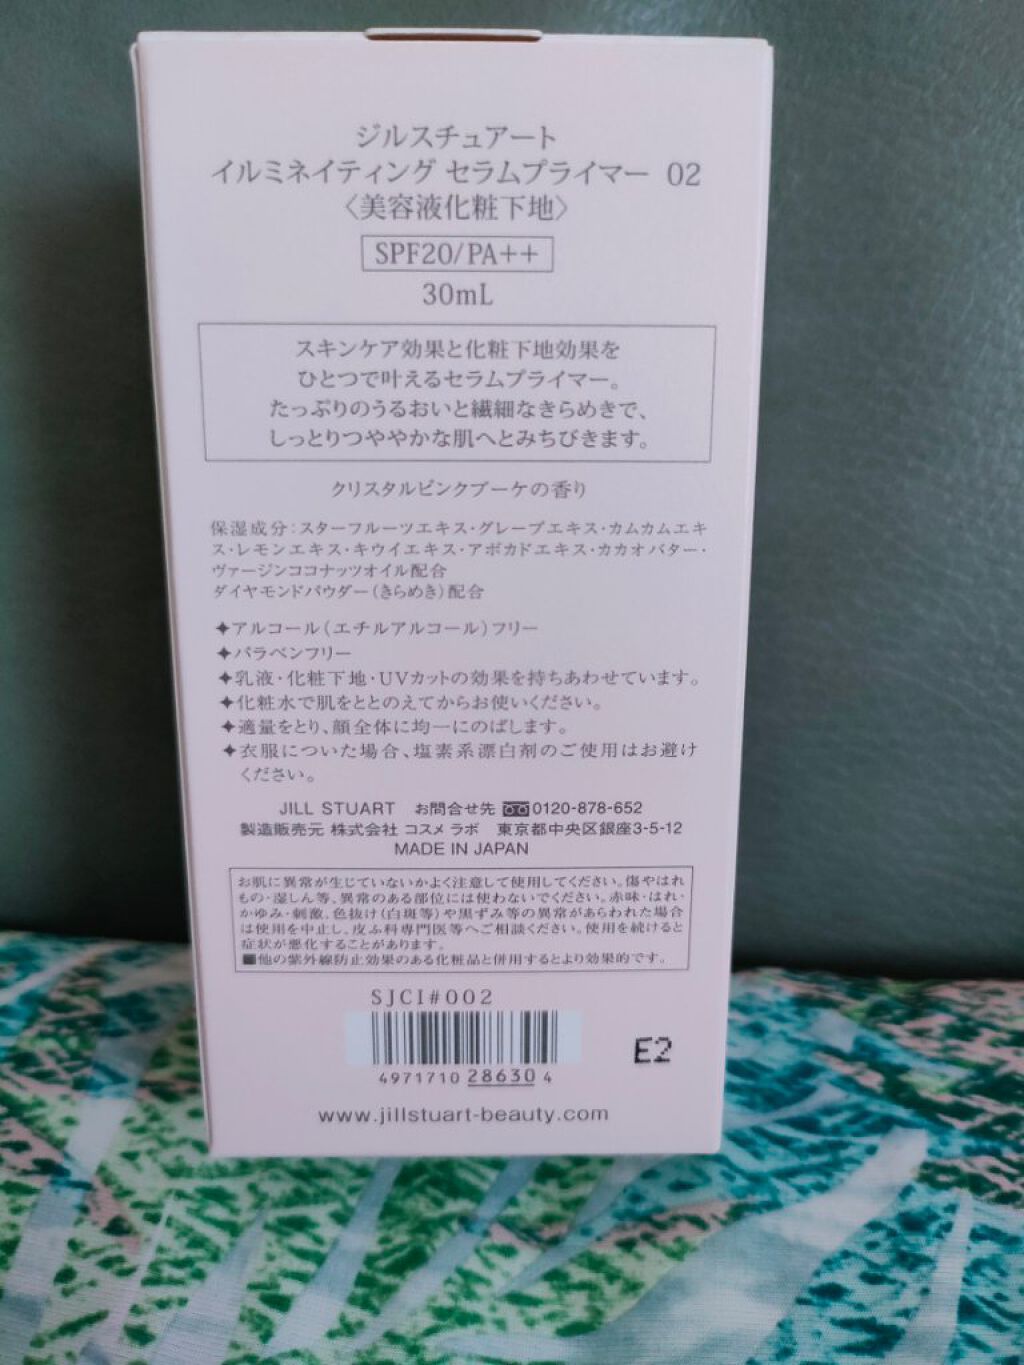 ジルスチュアート
イルミネイティング セラムプライマー 02
〈美容液化粧下地〉
SPF20/PA++
30mL
スキンケア効果と化粧下地効果を
ひとつで叶えるセラムプライマー。
たっぷりのうるおいと繊細なきらめきで、
しっとりつややかな肌へとみちびきます。
クリスタルピンクブーケの香り
保湿成分：スターフルーツエキス・グレープエキス・カムカムエキ
ス・レモンエキス・キウイエキス・アボカドエキス・カカオバター・
ヴァージンココナッツオイル配合
ダイヤモンドパウダー（きらめき）配合
✦アルコール（エチルアルコール）フリー
✦パラベンフリー
✦乳液・化粧下地・UVカットの効果を持ちあわせています。
✦化粧水で肌をととのえてからお使いください。
✦適量をとり、顔全体に均一にのばします。
✦衣服についた場合、塩素系漂白剤のご使用はお避け
ください。
JILL STUART お問合せ先 0120-878-652
製造販売元 株式会社 コスメ ラボ 東京都中央区銀座3-5-12
MADE IN JAPAN
お肌に異常が生じていないかよく注意して使用してください。傷やはれ
もの・湿しん等、異常のある部位には使わないでください。赤味・はれ・
かゆみ・刺激、色抜け（白斑等）や黒ずみ等の異常があらわれた場合
は使用を中止し、皮ふ科専門医等へご相談ください。使用を続けると
症状が悪化することがあります。
■他の紫外線防止効果のある化粧品と併用するとより効果的です。
SJCI#002
4971710 28630 4
E2
www.jillstuart-beauty.com